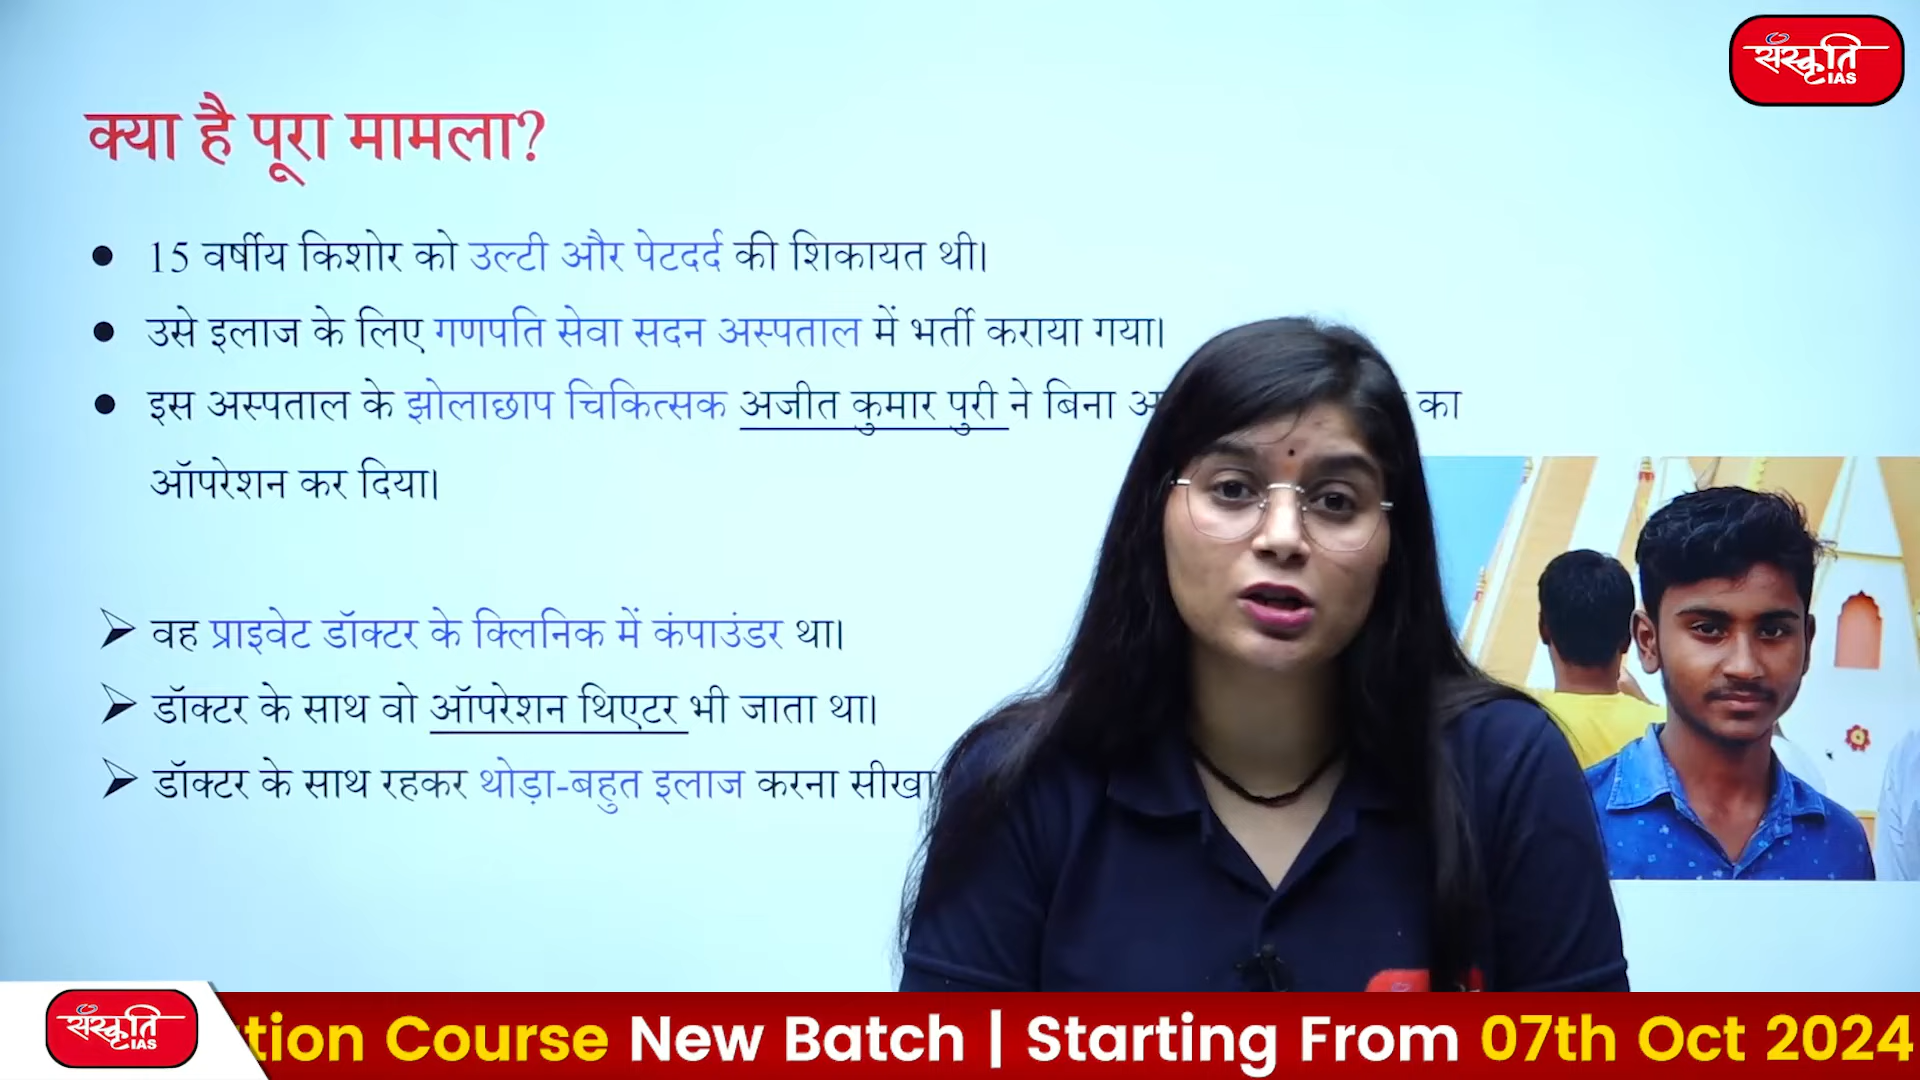 संस्कृति
IAS
क्या है पूरा मामला?
● 15 वर्षीय किशोर को उल्टी और पेटदर्द की शिकायत थी।
● उसे इलाज के लिए गणपति सेवा सदन अस्पताल में भर्ती कराया गया।
● इस अस्पताल के झोलाछाप चिकित्सक अजीत कुमार पुरी ने बिना का
ऑपरेशन कर दिया।
➢ वह प्राइवेट डॉक्टर के क्लिनिक में कंपाउंडर था।
➢ डॉक्टर के साथ वो ऑपरेशन थिएटर भी जाता था।
➢ डॉक्टर के साथ रहकर थोड़ा-बहुत इलाज करना सीखा
संस्कृति
IAS
tion Course New Batch | Starting From 07th Oct 2024